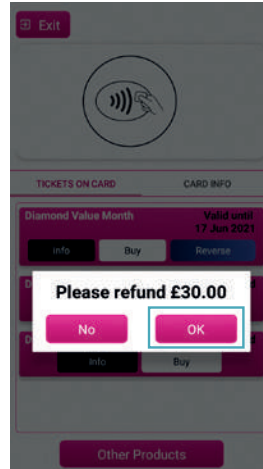 Exit
TICKETS ON CARD CARD INFO
Diamond Value Month Valid until
17 Jun 2021
info Buy Reverse
D d
Please refund £30.00
No OK
D d
Info Buy
Other Products